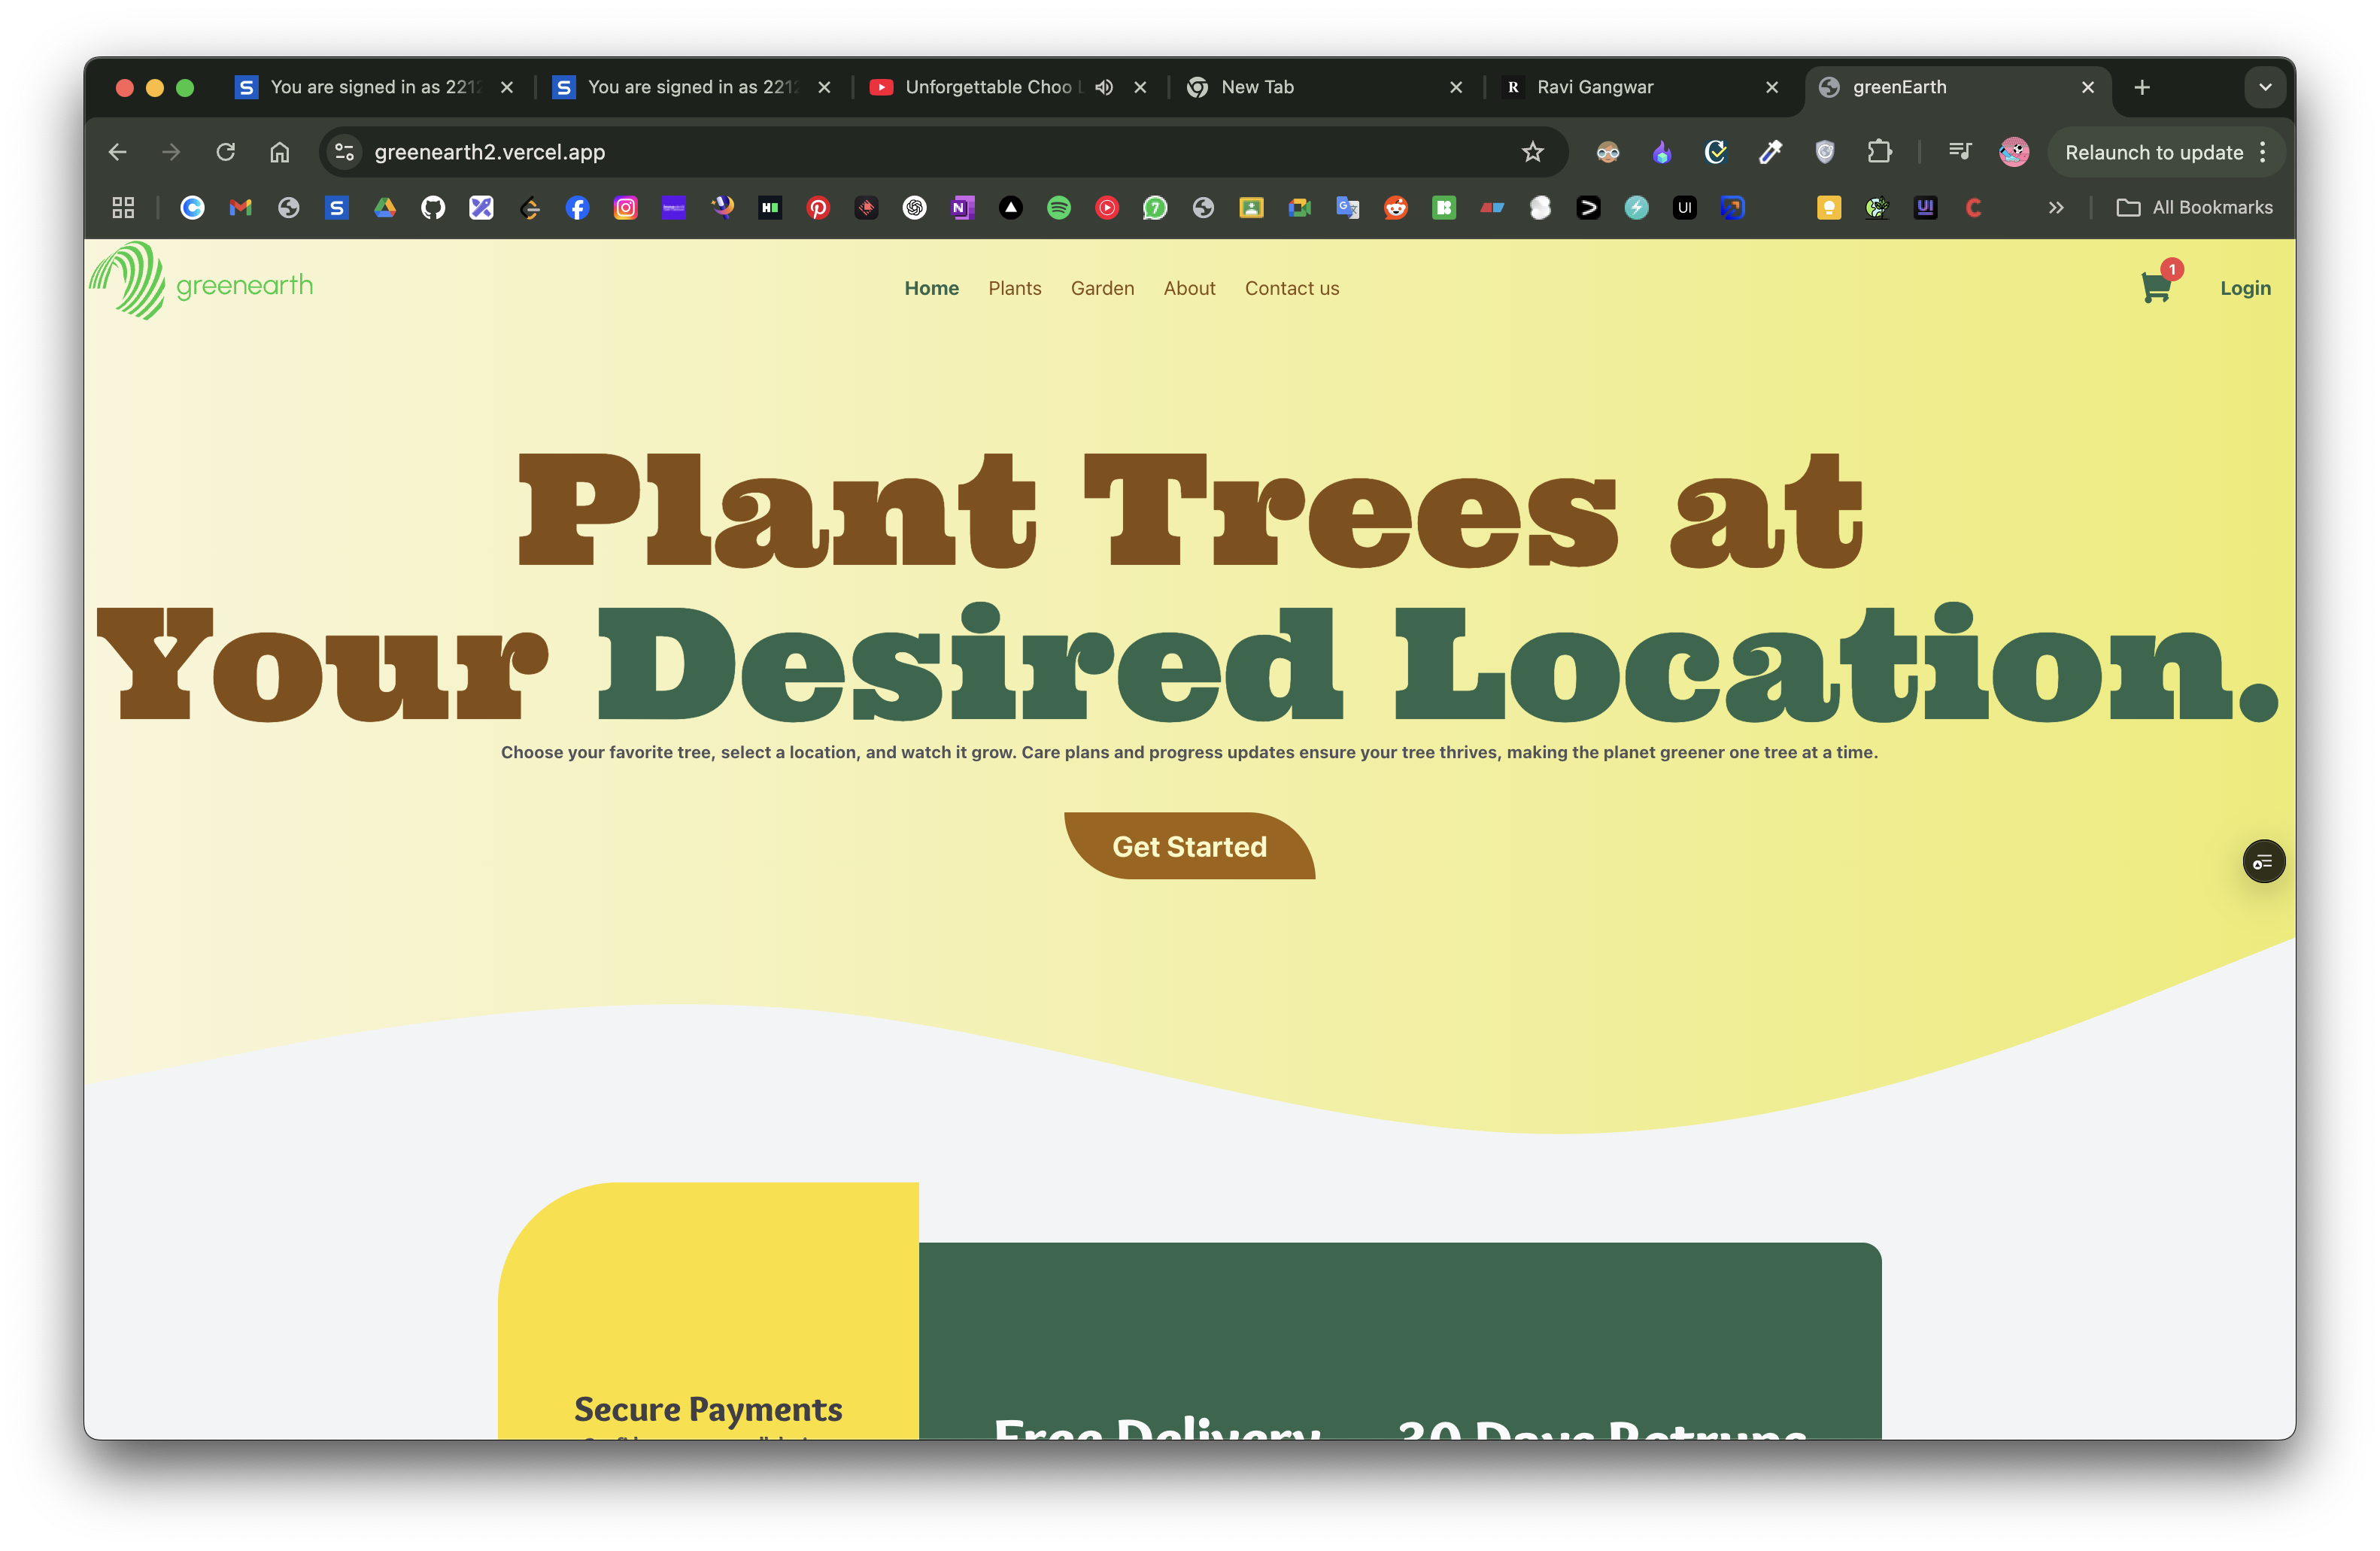 You are signed in as 221
You are signed in as 221
Unforgettable Choo
New Tab
Ravi Gangwar
greenEarth
greenearth2.vercel.app
Relaunch to update
All Bookmarks
greenearth
Home
Plants
Garden
About
Contact us
1
Login
Plant Trees at
Your Desired Location.
Choose your favorite tree, select a location, and watch it grow. Care plans and progress updates ensure your tree thrives, making the planet greener one tree at a time.
Get Started
Secure Payments
Free Delivery
30 Days Retruns